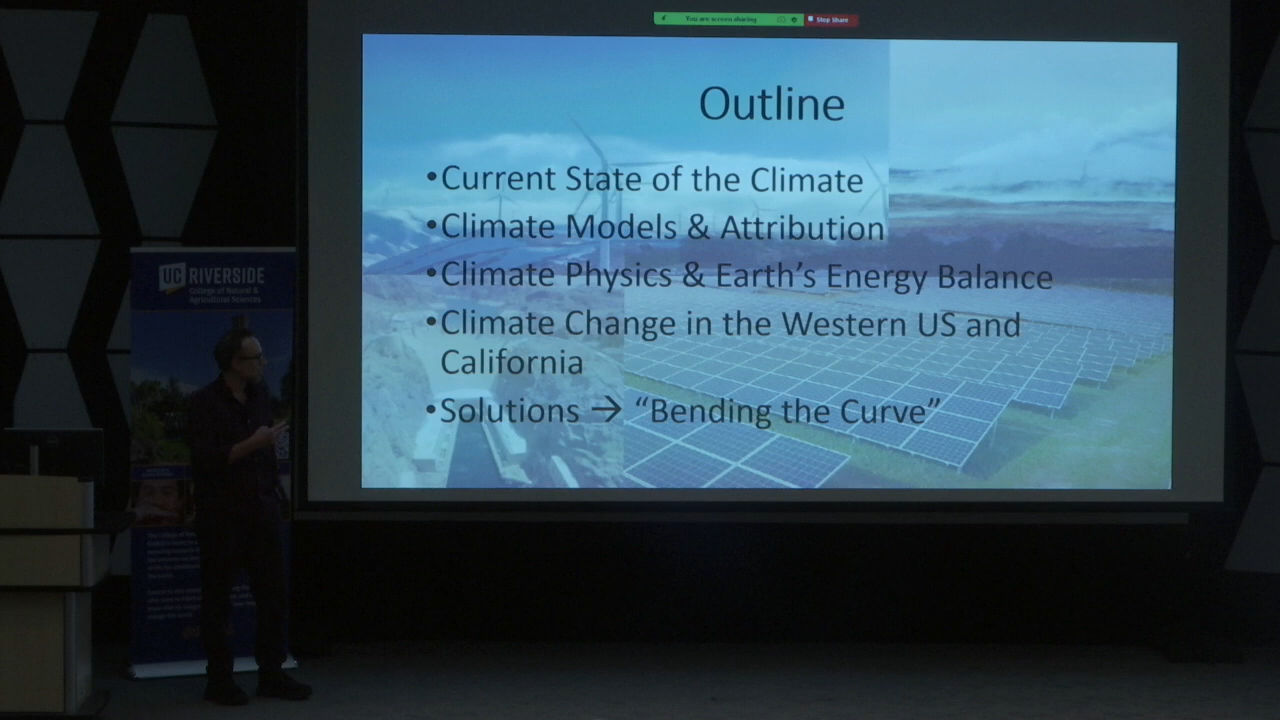 You are screen sharing
Stop Share
Outline
•Current State of the Climate
•Climate Models & Attribution
•Climate Physics & Earth’s Energy Balance
•Climate Change in the Western US and
California
•Solutions → “Bending the Curve”
UC RIVERSIDE
College of Natural &
Agricultural Sciences